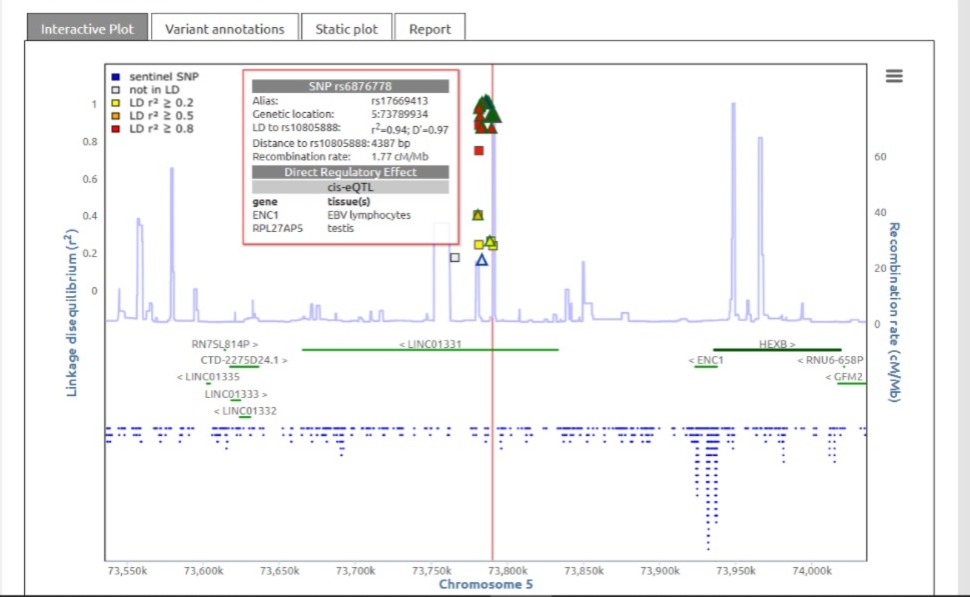 Interactive Plot
Variant annotations
Static plot
Report
sentinel SNP
not in LD
LD r² ≥ 0.2
LD r² ≥ 0.5
LD r² ≥ 0.8
SNP rs6876778
Alias: rs17669413
Genetic location: 5:73789934
LD to rs10805888: r²=0.94; D'=0.97
Distance to rs10805888: 4387 bp
Recombination rate: 1.77 cM/Mb
Direct Regulatory Effect
cis-eQTL
gene tissue(s)
ENC1 EBV lymphocytes
RPL27AP5 testis
Linkage disequilibrium (r²)
1
0.8
0.6
0.4
0.2
0
60
40
20
0
Recombination rate (cM/Mb)
RN7SL814P >
< LINC01331
HEXB >
CTD-2275D24.1 >
< ENC1
< RNU6-658P
< LINC01335
< GFM2
LINC01333 >
< LINC01332
73,550k 73,600k 73,650k 73,700k 73,750k 73,800k 73,850k 73,900k 73,950k 74,000k
Chromosome 5